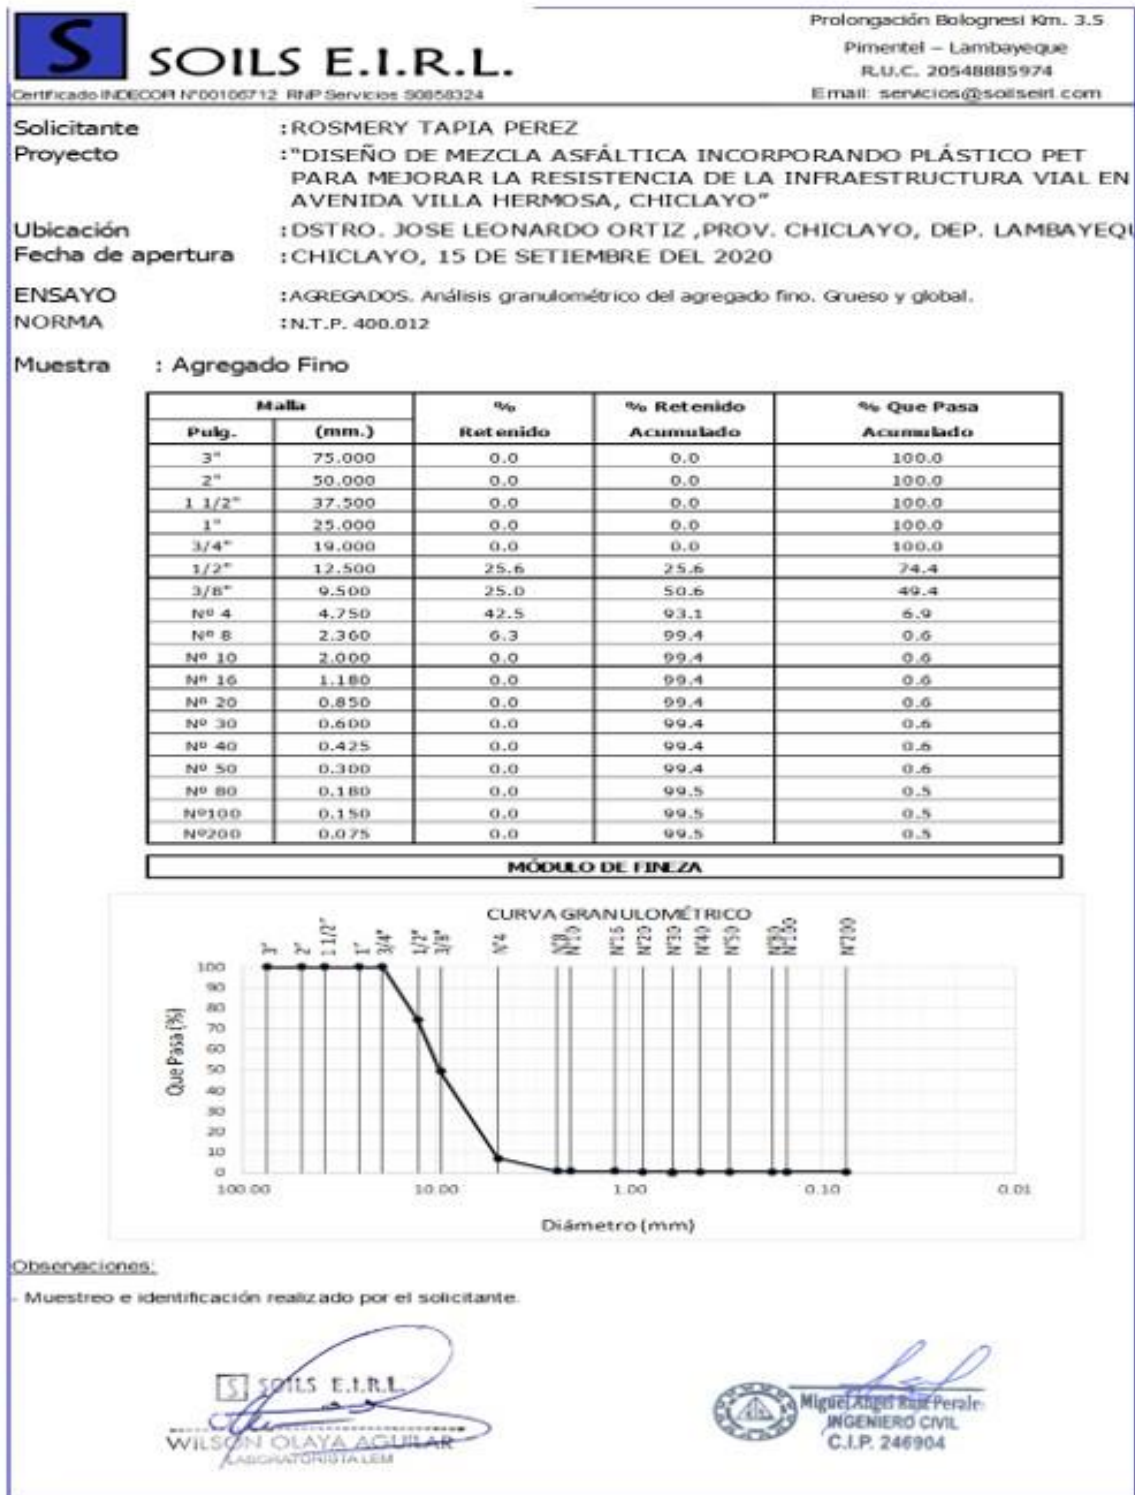 S SOILS E.I.R.L.
Certificado INDECOPI Nº00106712 RNP Servicios S0858324
Prolongación Bolognesi Km. 3.5
Pimentel – Lambayeque
R.U.C. 20548885974
Email: servicios@soilseirl.com
Solicitante :ROSMERY TAPIA PEREZ
Proyecto :"DISEÑO DE MEZCLA ASFÁLTICA INCORPORANDO PLÁSTICO PET
PARA MEJORAR LA RESISTENCIA DE LA INFRAESTRUCTURA VIAL EN
AVENIDA VILLA HERMOSA, CHICLAYO"
Ubicación :DSTRO. JOSE LEONARDO ORTIZ ,PROV. CHICLAYO, DEP. LAMBAYEQU
Fecha de apertura :CHICLAYO, 15 DE SETIEMBRE DEL 2020
ENSAYO :AGREGADOS. Análisis granulométrico del agregado fino. Grueso y global.
NORMA :N.T.P. 400.012
Muestra : Agregado Fino
Malla % % Retenido % Que Pasa
Pulg. (mm.) Retenido Acumulado Acumulado
3" 75.000 0.0 0.0 100.0
2" 50.000 0.0 0.0 100.0
1 1/2" 37.500 0.0 0.0 100.0
1" 25.000 0.0 0.0 100.0
3/4" 19.000 0.0 0.0 100.0
1/2" 12.500 25.6 25.6 74.4
3/8" 9.500 25.0 50.6 49.4
Nº 4 4.750 42.5 93.1 6.9
Nº 8 2.360 6.3 99.4 0.6
Nº 10 2.000 0.0 99.4 0.6
Nº 16 1.180 0.0 99.4 0.6
Nº 20 0.850 0.0 99.4 0.6
Nº 30 0.600 0.0 99.4 0.6
Nº 40 0.425 0.0 99.4 0.6
Nº 50 0.300 0.0 99.4 0.6
Nº 80 0.180 0.0 99.5 0.5
Nº100 0.150 0.0 99.5 0.5
Nº200 0.075 0.0 99.5 0.5
MÓDULO DE FINEZA
CURVA GRANULOMÉTRICO
3" 2" 1 1/2" 1" 3/4" 1/2" 3/8" Nº4 Nº8 Nº10 Nº16 Nº20 Nº30 Nº40 Nº50 Nº80 Nº100 Nº200
Que Pasa (%)
100
90
80
70
60
50
40
30
20
10
0
100.00 10.00 1.00 0.10 0.01
Diámetro (mm)
Observaciones:
- Muestreo e identificación realizado por el solicitante.
S SOILS E.I.R.L.
WILSON OLAYA AGUILAR
LABORATORISTA LEM
Miguel Angel Ruiz Perales
INGENIERO CIVIL
C.I.P. 246904